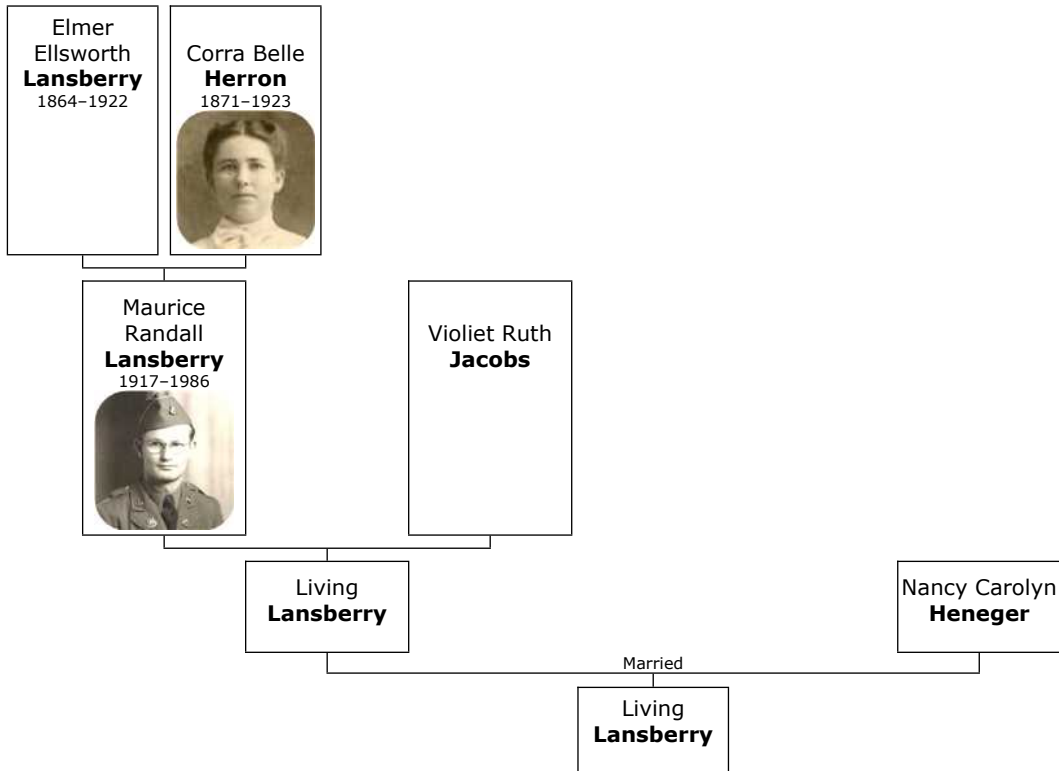 Elmer
Ellsworth
Lansberry
1864–1922
Corra Belle
Herron
1871–1923
Maurice
Randall
Lansberry
1917–1986
Violiet Ruth
Jacobs
Living
Lansberry
Nancy Carolyn
Heneger
Married
Living
Lansberry